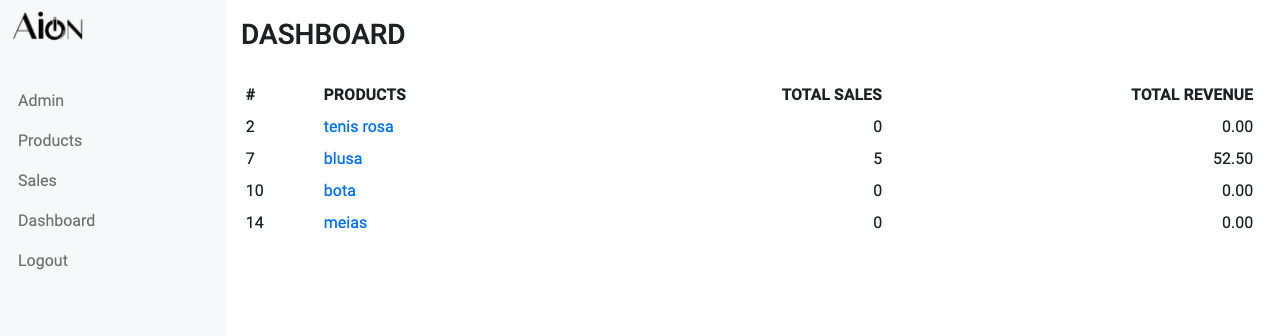 AiON
DASHBOARD
Admin
Products
Sales
Dashboard
Logout
# PRODUCTS TOTAL SALES TOTAL REVENUE
2 tenis rosa 0 0.00
7 blusa 5 52.50
10 bota 0 0.00
14 meias 0 0.00